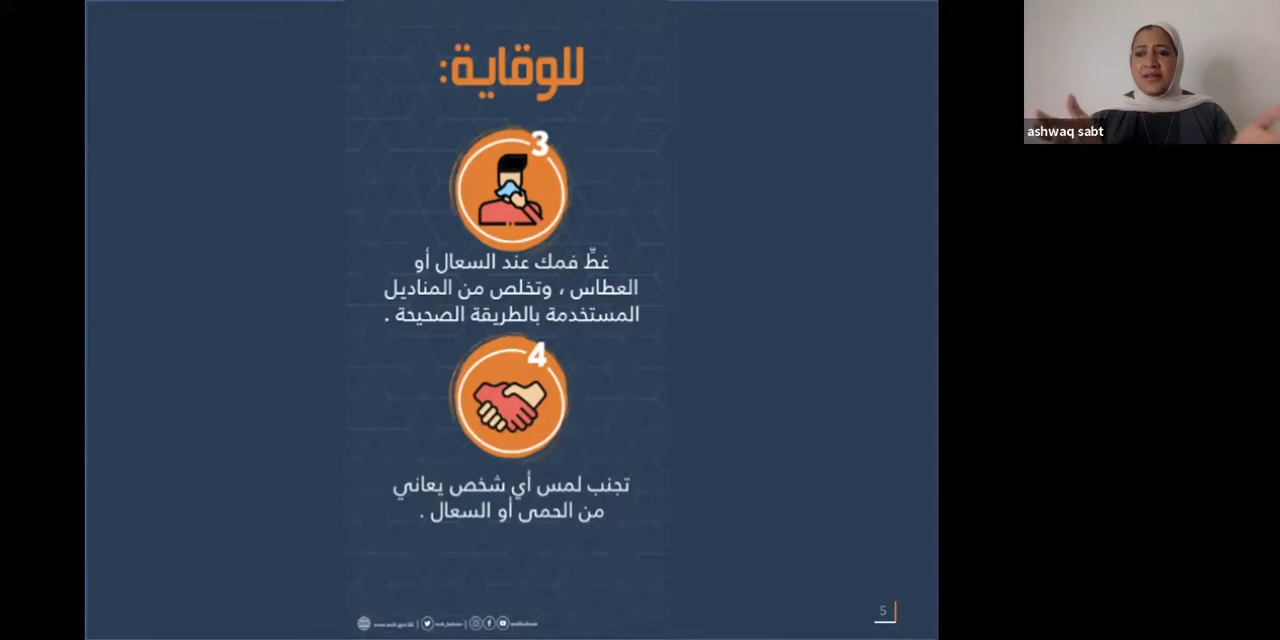 للوقاية:
3
غطِّ فمك عند السعال أو
العطاس ، وتخلص من المناديل
المستخدمة بالطريقة الصحيحة .
4
تجنب لمس أي شخص يعاني
من الحمى أو السعال .
5
ashwaq sabt